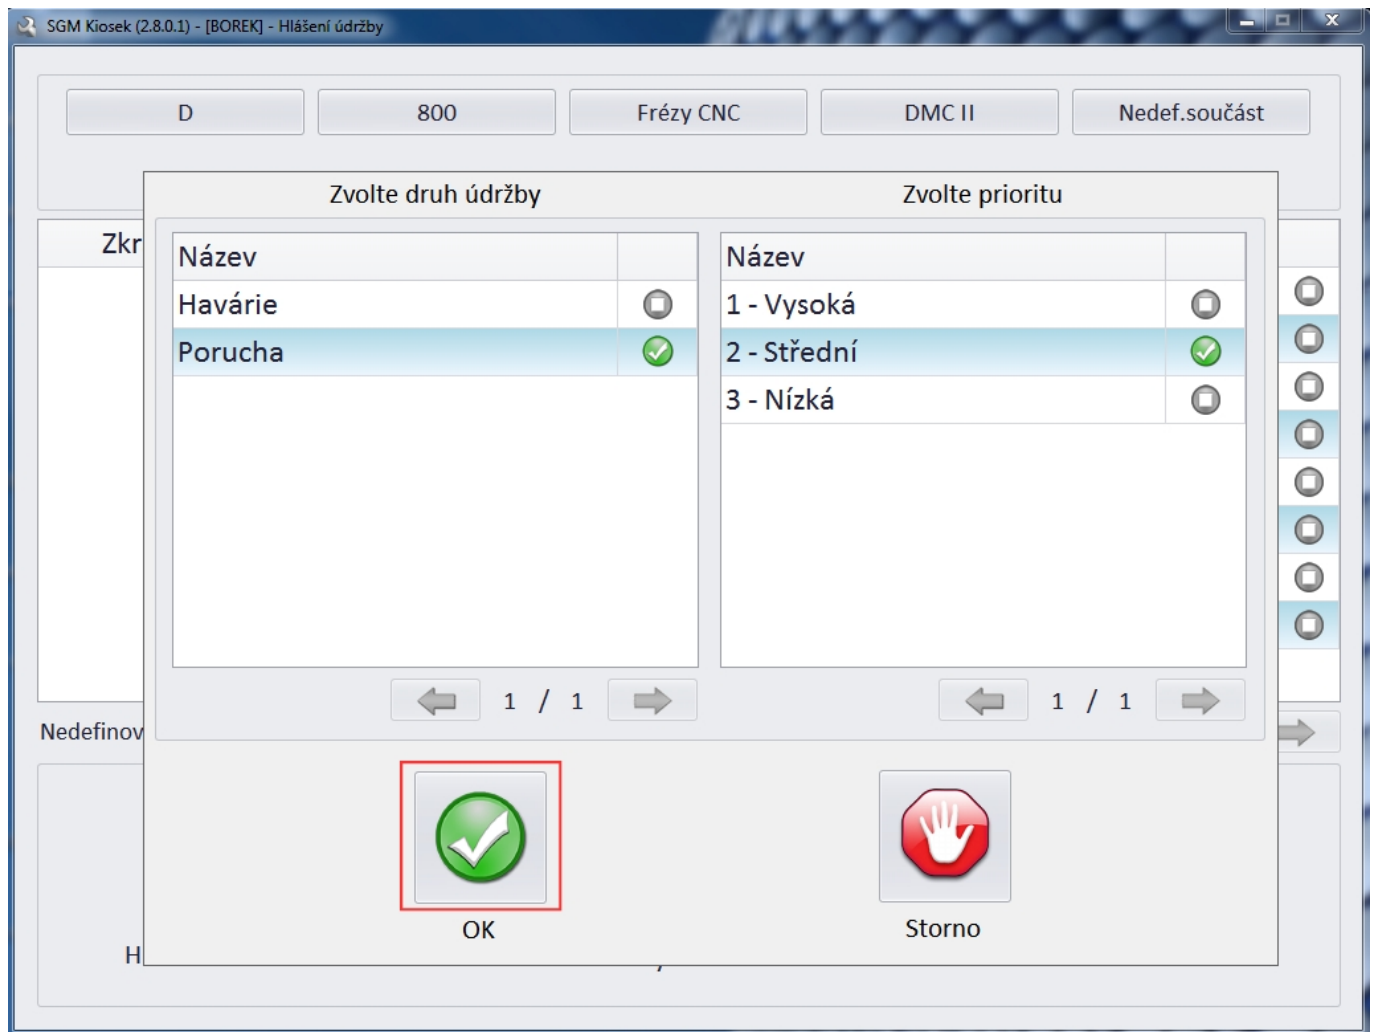 SGM Kiosek (2.8.0.1) - [BOREK] - Hlášení údržby
D 800 Frézy CNC DMC II Nedef.součást
Zvolte druh údržby Zvolte prioritu
Zkr
Název Název
Havárie 1 - Vysoká
Porucha 2 - Střední
3 - Nízká
1 / 1 1 / 1
Nedefinov
OK Storno
H